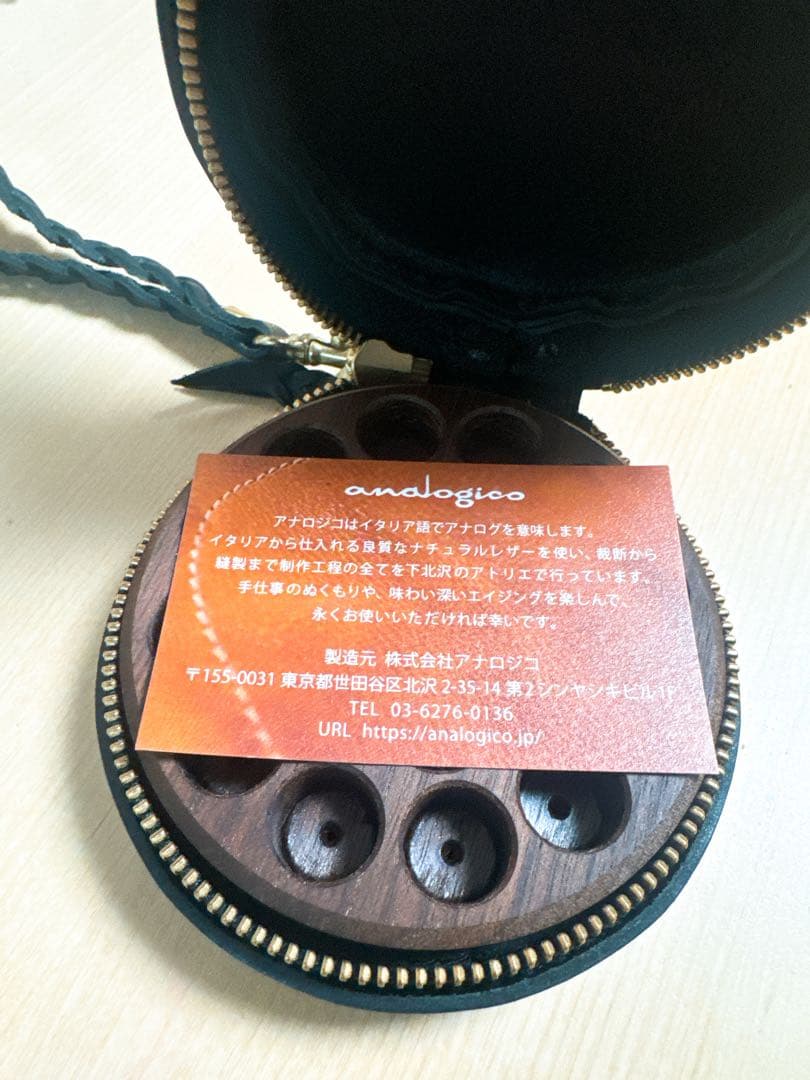 analogico
アナロジコはイタリア語でアナログを意味します。
イタリアから仕入れる良質なナチュラルレザーを使い、裁断から
縫製まで制作工程の全てを下北沢のアトリエで行っています。
手仕事のぬくもりや、味わい深いエイジングを楽しんで、
永くお使いいただければ幸いです。
製造元 株式会社アナロジコ
〒155-0031 東京都世田谷区北沢 2-35-14 第2シンヤンキビル 1F
TEL 03-6276-0136
URL https://analogico.jp/